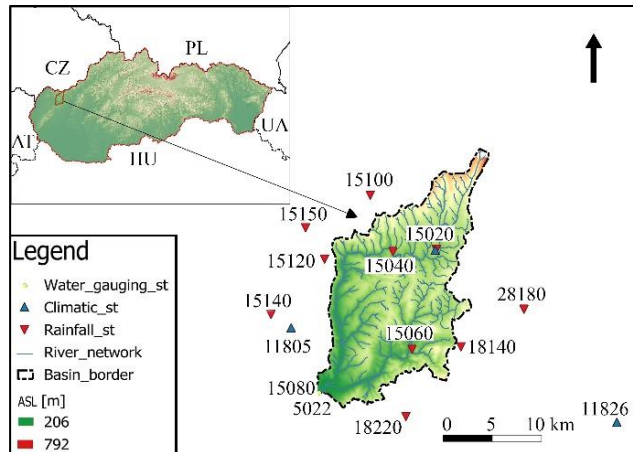 CZ
PL
AT
HU
UA
15100
15150
15120
15020
15040
15140
11805
28180
15060
18140
15080
5022
18220
11826
0 5 10 km
Legend
Water_gauging_st
Climatic_st
Rainfall_st
River_network
Basin_border
ASL [m]
206
792